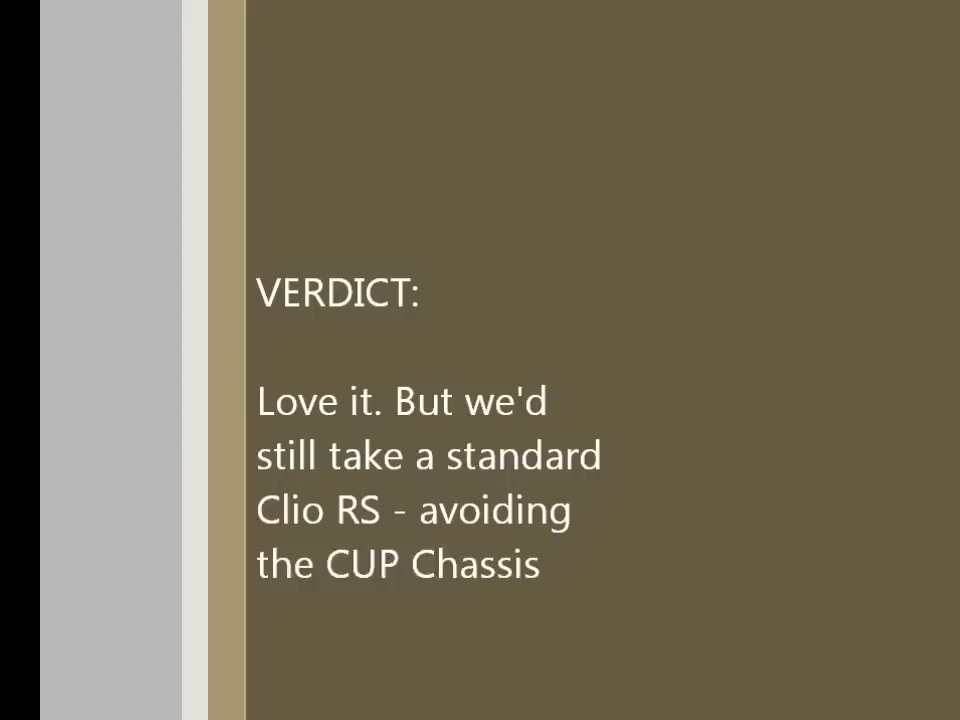 VERDICT:
Love it. But we'd
still take a standard
Clio RS - avoiding
the CUP Chassis